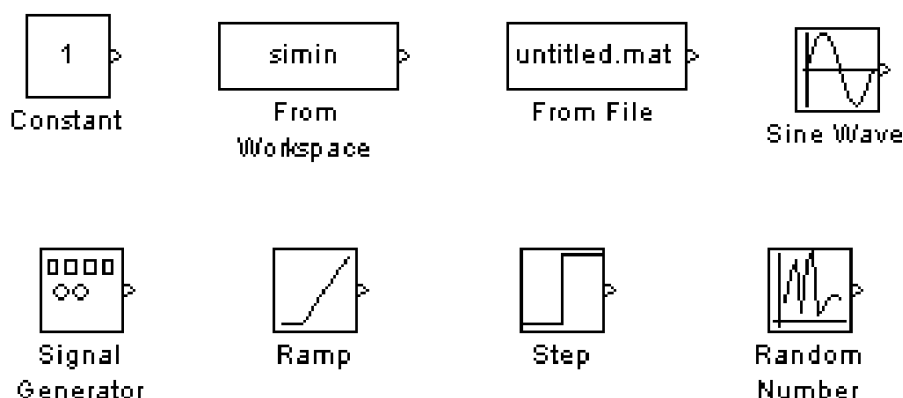 1
Constant
simin
From
Workspace
untitled.mat
From File
Sine Wave
Signal
Generator
Ramp
Step
Random
Number